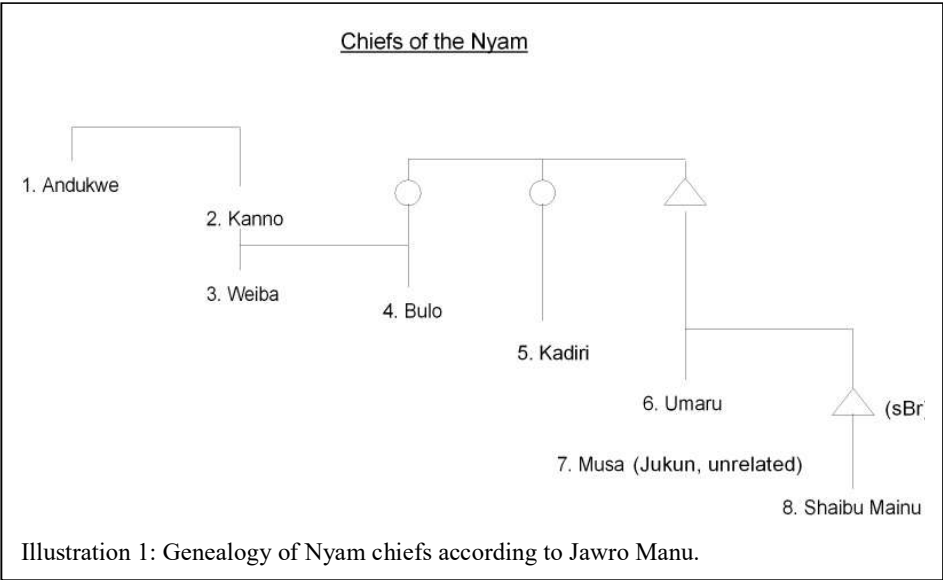 Chiefs of the Nyam
1. Andukwe
2. Kanno
3. Weiba
4. Bulo
5. Kadiri
6. Umaru
(sBr)
7. Musa (Jukun, unrelated)
8. Shaibu Mainu
Illustration 1: Genealogy of Nyam chiefs according to Jawro Manu.